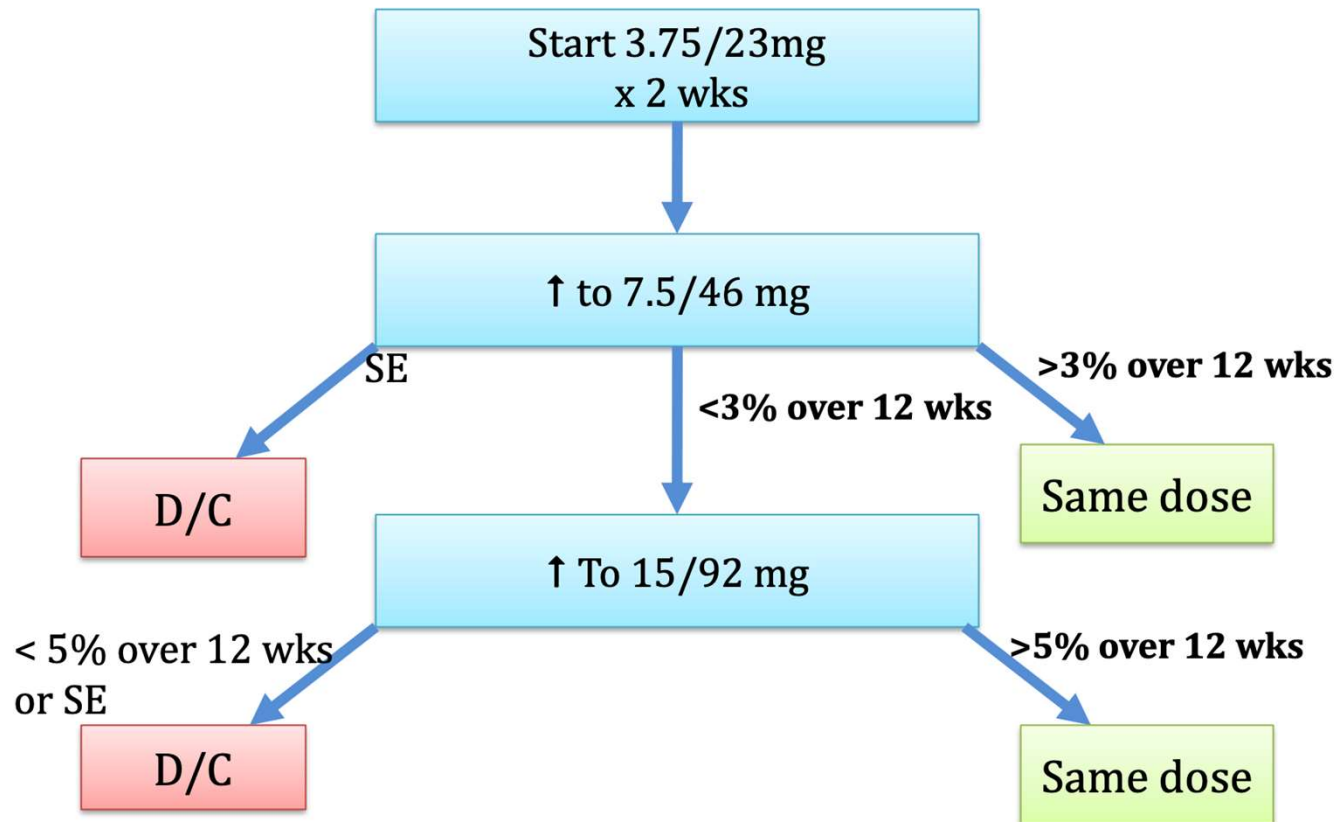 Start 3.75/23mg
x 2 wks
↑ to 7.5/46 mg
SE
<3% over 12 wks
>3% over 12 wks
D/C
Same dose
↑ To 15/92 mg
< 5% over 12 wks
or SE
>5% over 12 wks
D/C
Same dose